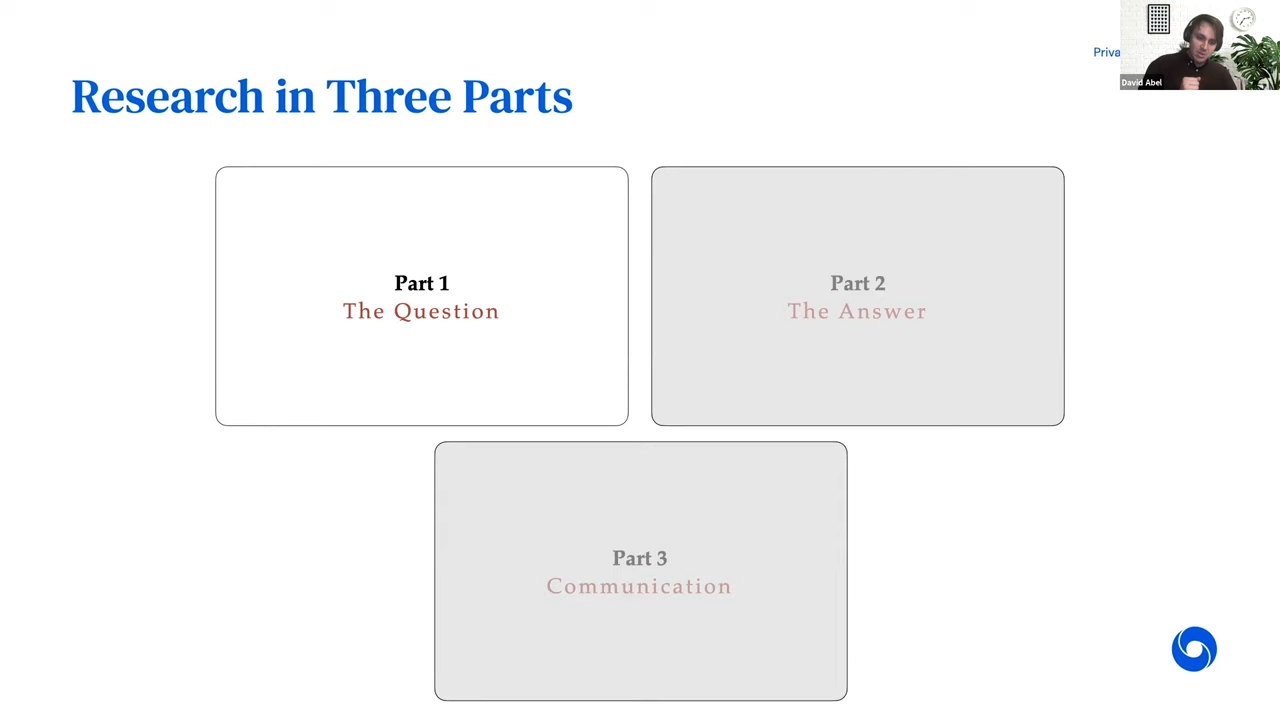 Research in Three Parts
Priva
David Abel
Part 1
The Question
Part 2
The Answer
Part 3
Communication